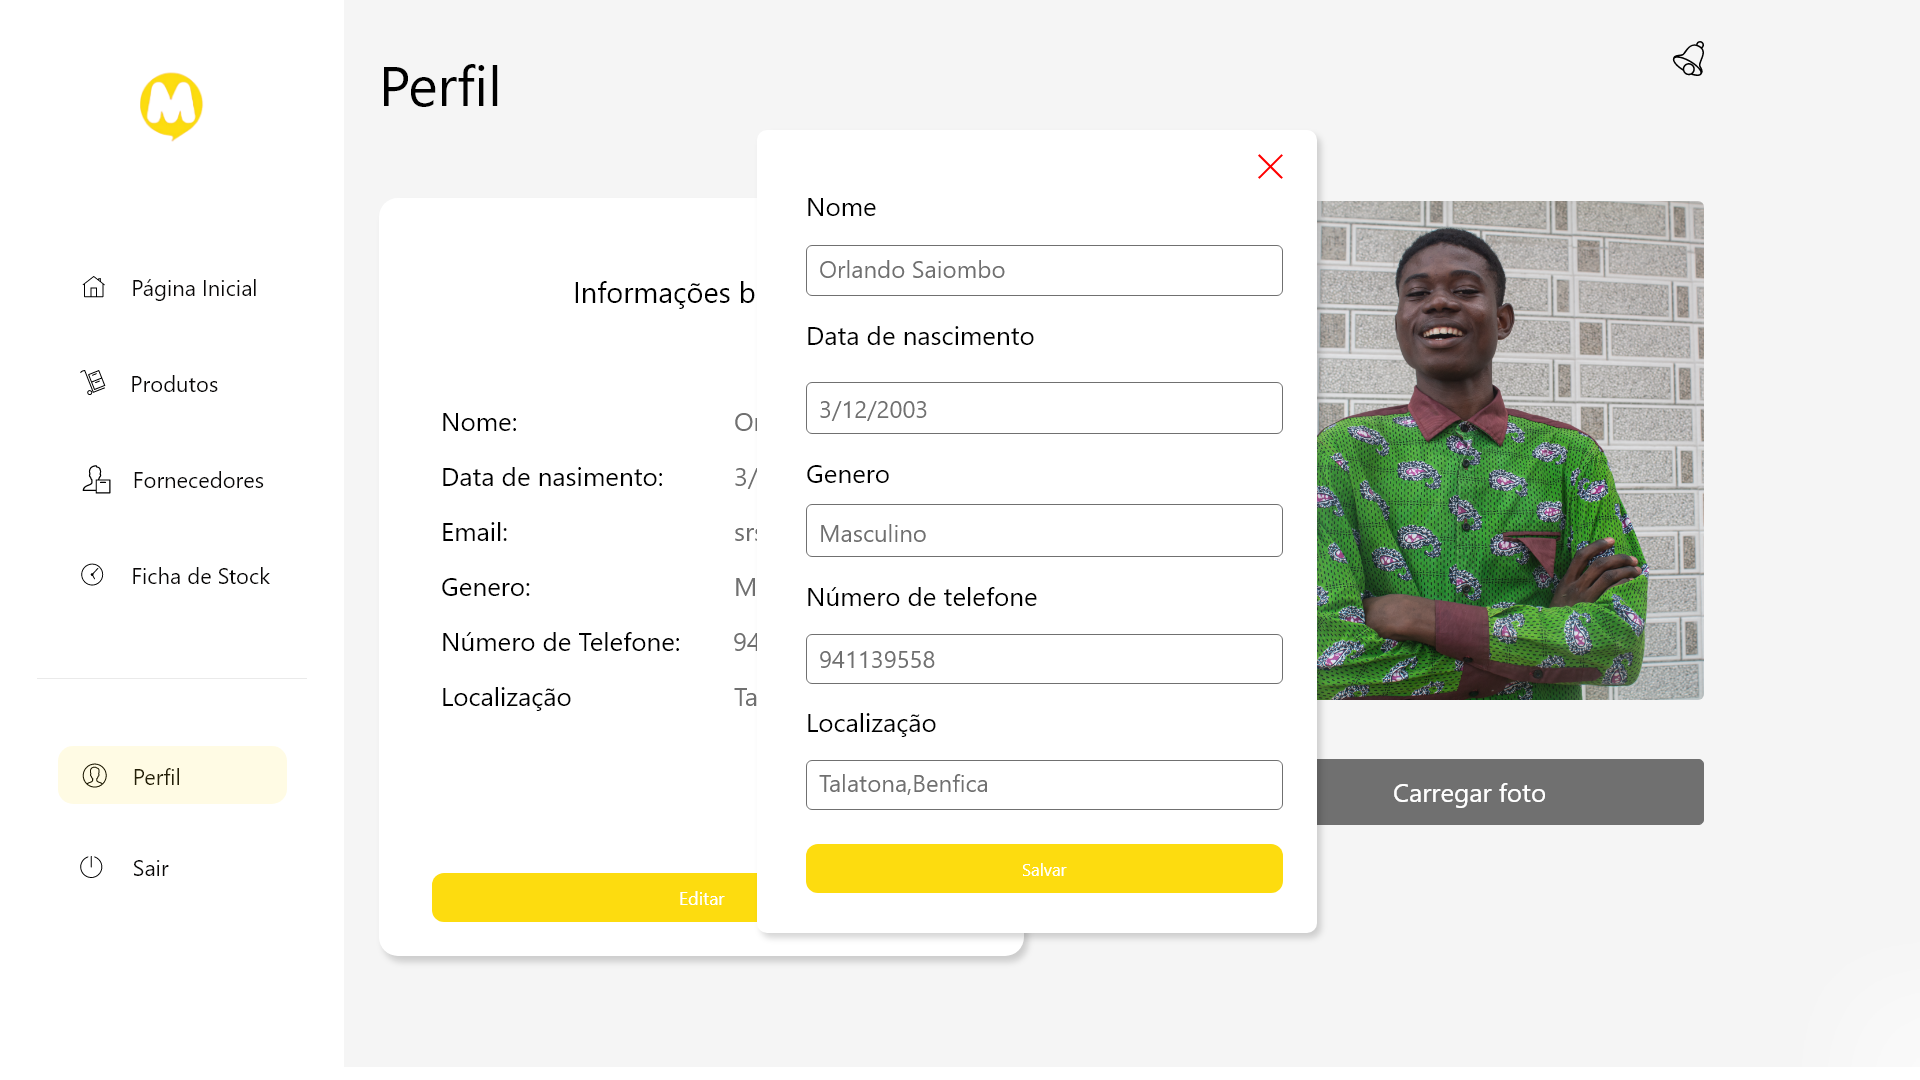 M
Perfil
Página Inicial
Produtos
Fornecedores
Ficha de Stock
Perfil
Sair
Informações b
Nome:
Data de nasimento:
3/
Email:
Genero:
M
Número de Telefone:
94
Localização
Ta
Editar
Nome
Orlando Saiombo
Data de nascimento
3/12/2003
Genero
Masculino
Número de telefone
941139558
Localização
Talatona,Benfica
Salvar
Carregar foto